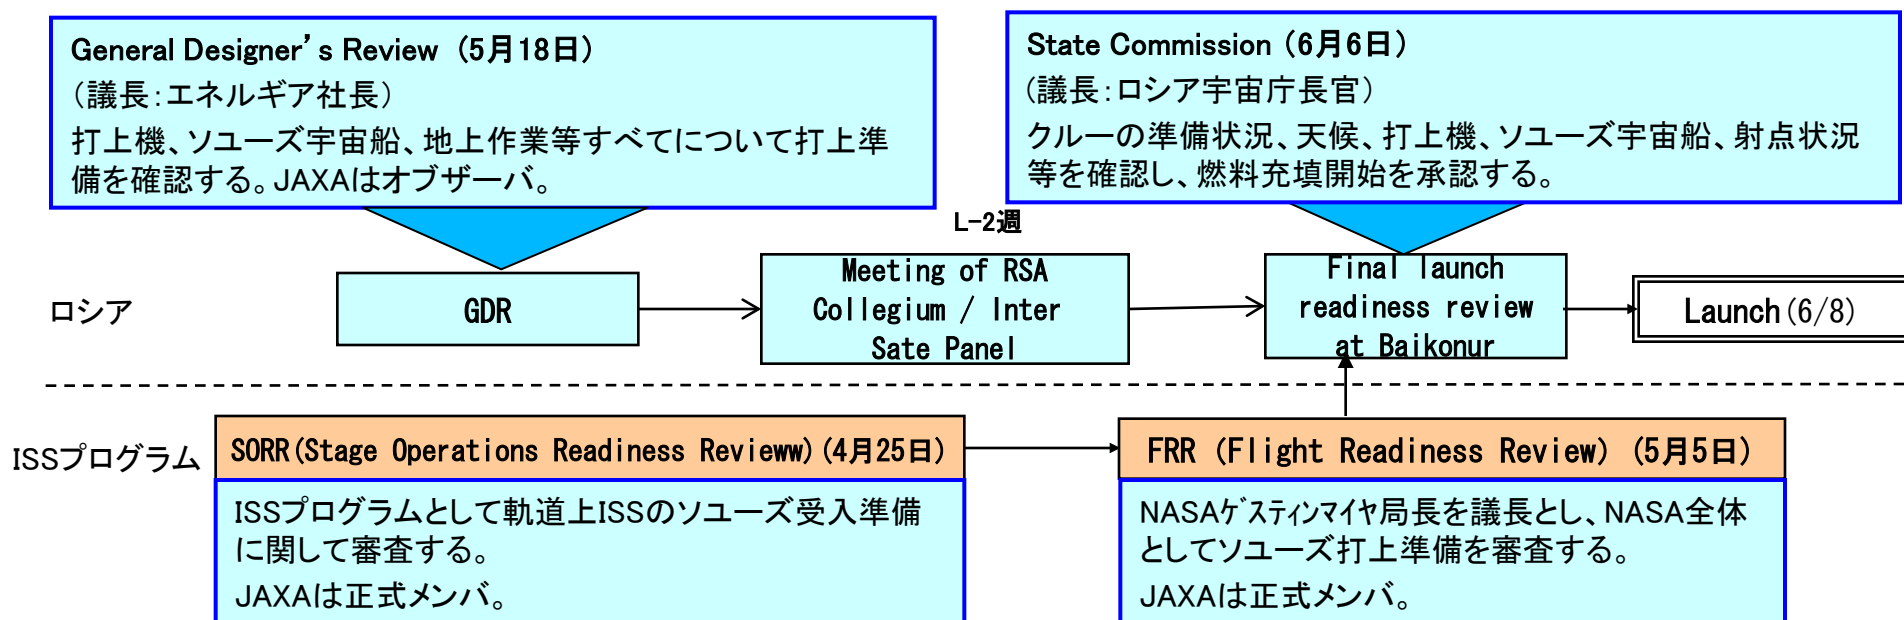 General Designer’s Review (5月18日)
（議長：エネルギア社長）
打上機、ソユーズ宇宙船、地上作業等すべてについて打上準
備を確認する。JAXAはオブザーバ。
State Commission (6月6日)
（議長：ロシア宇宙庁長官）
クルーの準備状況、天候、打上機、ソユーズ宇宙船、射点状況
等を確認し、燃料充填開始を承認する。
L-2週
ロシア
GDR
Meeting of RSA
Collegium / Inter
Sate Panel
Final launch
readiness review
at Baikonur
Launch(6/8)
ISSプログラム
SORR(Stage Operations Readiness Revieww)(4月25日)
ISSプログラムとして軌道上ISSのソユーズ受入準備
に関して審査する。
JAXAは正式メンバ。
FRR (Flight Readiness Review) (5月5日)
NASAｹﾞｽティンマイヤ局長を議長とし、NASA全体
としてソユーズ打上準備を審査する。
JAXAは正式メンバ。